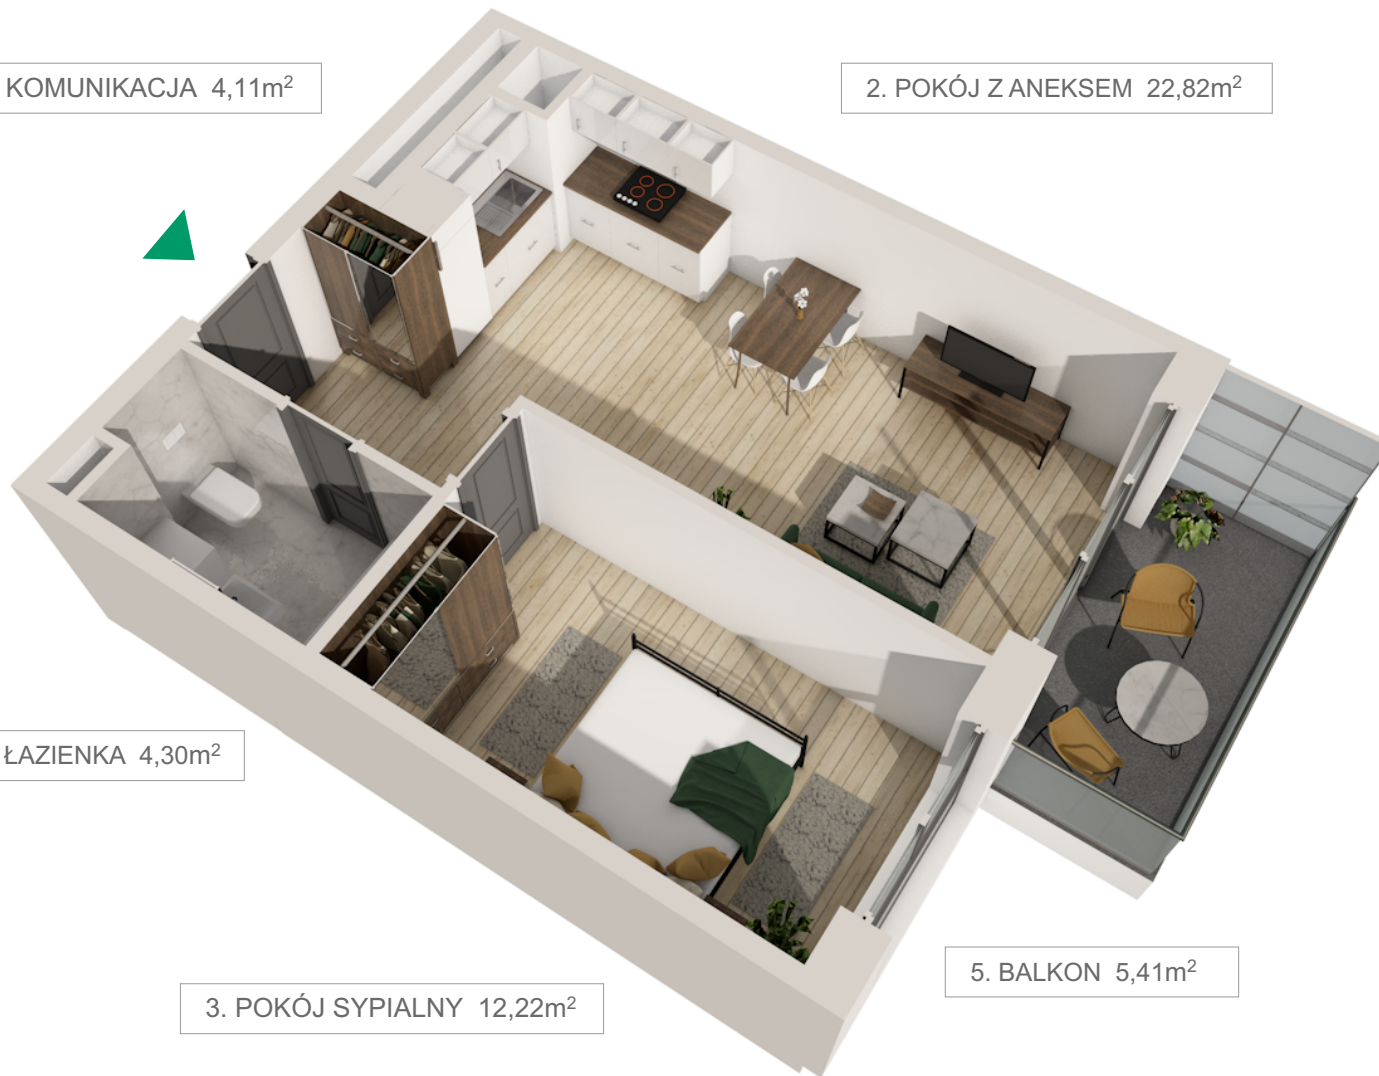 KOMUNIKACJA 4,11m²
2. POKÓJ Z ANEKSEM 22,82m²
ŁAZIENKA 4,30m²
3. POKÓJ SYPIALNY 12,22m²
5. BALKON 5,41m²